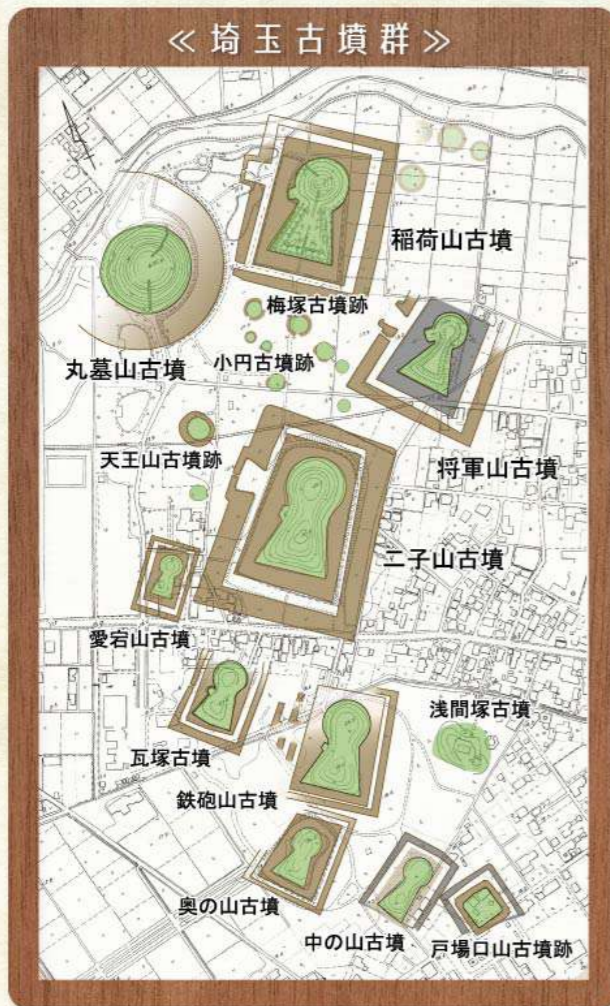 ≪埼玉古墳群≫
稲荷山古墳
梅塚古墳跡
小円古墳跡
丸墓山古墳
将軍山古墳
天王山古墳跡
二子山古墳
愛宕山古墳
浅間塚古墳
瓦塚古墳
鉄砲山古墳
奥の山古墳
中の山古墳
戸場口山古墳跡